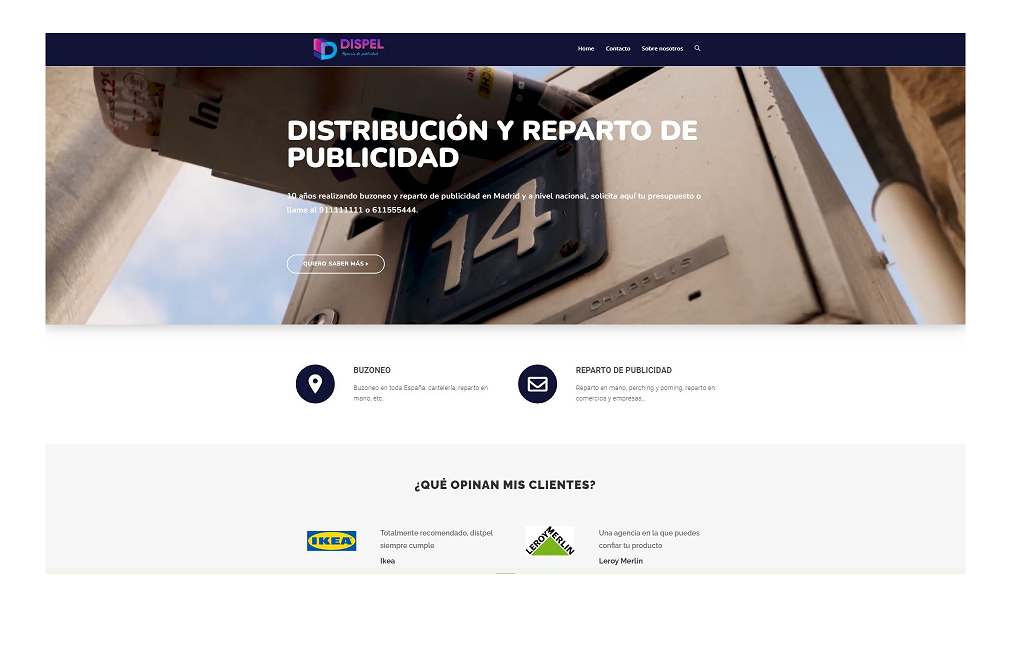 DISPEL
Agencia de publicidad
Home Contacto Sobre nosotros
14
CHAPPLIS
DISTRIBUCIÓN Y REPARTO DE
PUBLICIDAD
10 años realizando buzoneo y reparto de publicidad en Madrid y a nivel nacional, solicita aquí tu presupuesto o
llame al 911111111 o 611555444.
QUIERO SABER MÁS
BUZONEO
Buzoneo en toda España, cartelería, reparto en
mano, etc.
REPARTO DE PUBLICIDAD
Reparto en mano, perching y poming, reparto en
comercios y empresas...
¿QUÉ OPINAN MIS CLIENTES?
IKEA
Totalmente recomendado, distpel
siempre cumple
Ikea
LEROY MERLIN
Una agencia en la que puedes
confiar tu producto
Leroy Merlin